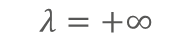 λ = +∞